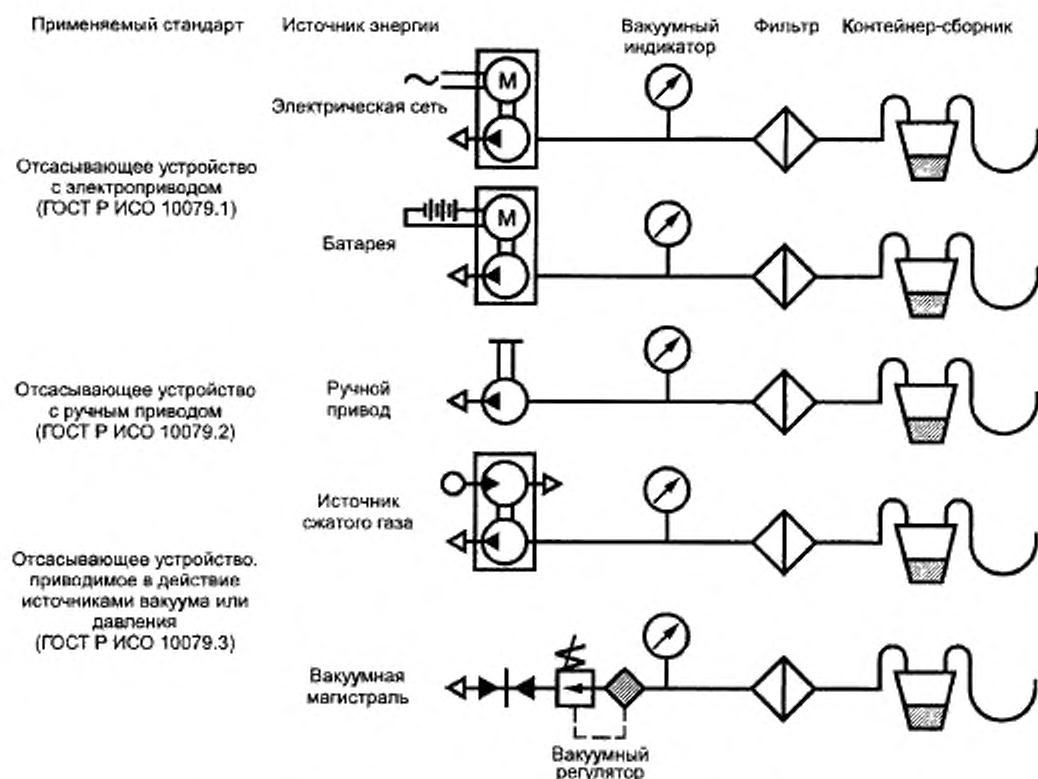 Применяемый стандарт
Источник энергии
Вакуумный
индикатор
Фильтр
Контейнер-сборник
Электрическая сеть
M
Отсасывающее устройство
с электроприводом
(ГОСТ Р ИСО 10079.1)
Батарея
M
Отсасывающее устройство
с ручным приводом
(ГОСТ Р ИСО 10079.2)
Ручной
привод
Источник
сжатого газа
Отсасывающее устройство.
приводимое в действие
источниками вакуума или
давления
(ГОСТ Р ИСО 10079.3)
Вакуумная
магистраль
Вакуумный
регулятор